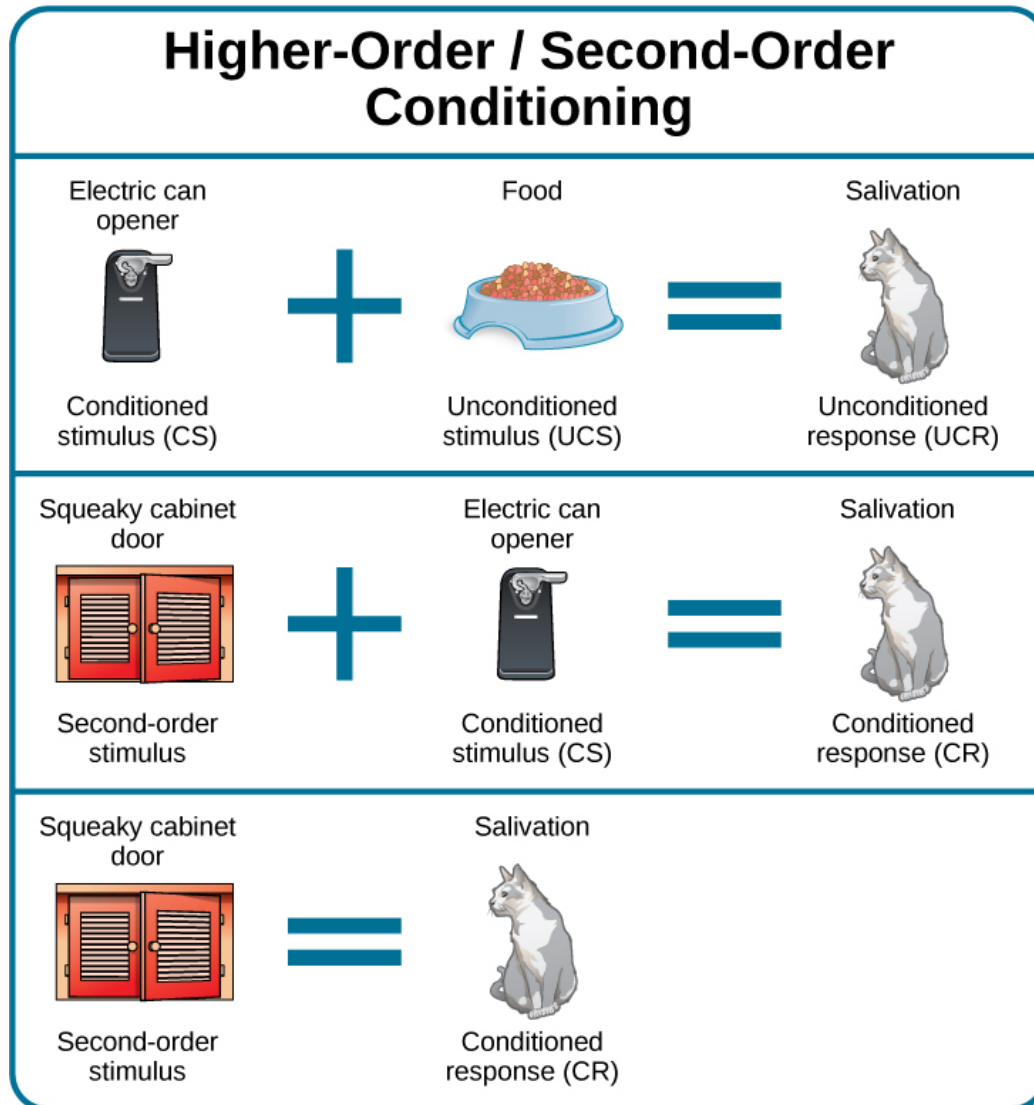 Higher-Order / Second-Order
Conditioning
Electric can
opener
Food
Salivation
Conditioned
stimulus (CS)
Unconditioned
stimulus (UCS)
Unconditioned
response (UCR)
Squeaky cabinet
door
Electric can
opener
Salivation
Second-order
stimulus
Conditioned
stimulus (CS)
Conditioned
response (CR)
Squeaky cabinet
door
Salivation
Second-order
stimulus
Conditioned
response (CR)